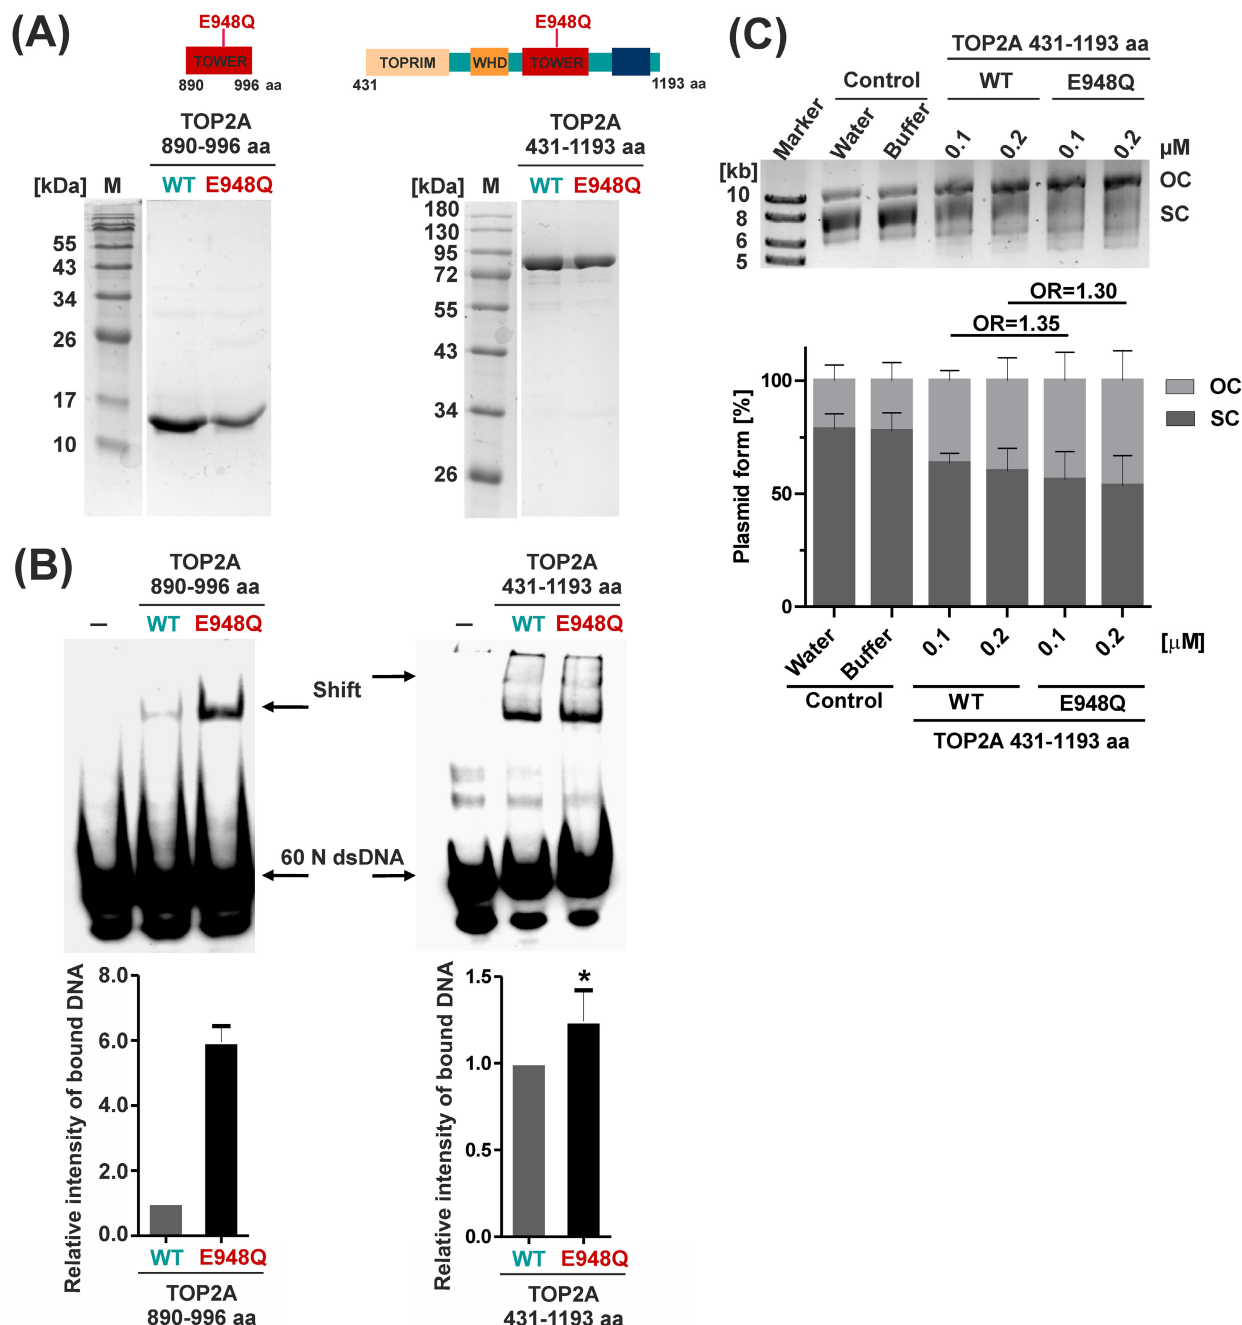 (A)
E948Q
TOWER
890 996 aa
E948Q
TOPRIM WHD TOWER
431 1193 aa
TOP2A
890-996 aa
[kDa] M WT E948Q
55
43
34
26
17
10
TOP2A
431-1193 aa
[kDa] M WT E948Q
180
130
95
72
55
43
34
26
(B)
TOP2A
890-996 aa
– WT E948Q
TOP2A
431-1193 aa
– WT E948Q
Shift
60 N dsDNA
Relative intensity of bound DNA
8.0
6.0
4.0
2.0
0.0
WT E948Q
TOP2A
890-996 aa
Relative intensity of bound DNA
1.5
1.0
0.5
0.0
*
WT E948Q
TOP2A
431-1193 aa
(C)
TOP2A 431-1193 aa
Control WT E948Q
Marker Water Buffer 0.1 0.2 0.1 0.2 µM
[kb]
10
8
6
5
OC
SC
OR=1.30
OR=1.35
Plasmid form [%]
100
50
0
OC
SC
Water Buffer 0.1 0.2 0.1 0.2 [µM]
Control WT E948Q
TOP2A 431-1193 aa